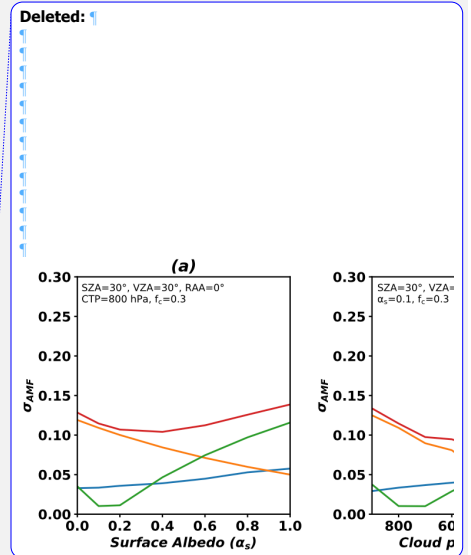 Deleted: ¶
¶
¶
¶
¶
¶
¶
¶
¶
¶
¶
¶
¶
¶
(a)
0.30
SZA=30°, VZA=30°, RAA=0°
CTP=800 hPa, fc=0.3
0.25
0.20
0.15
0.10
0.05
0.00
σAMF
0.0 0.2 0.4 0.6 0.8 1.0
Surface Albedo (αs)
0.30
SZA=30°, VZA=
αs=0.1, fc=0.3
0.25
0.20
0.15
0.10
0.05
0.00
σAMF
800 60
Cloud p